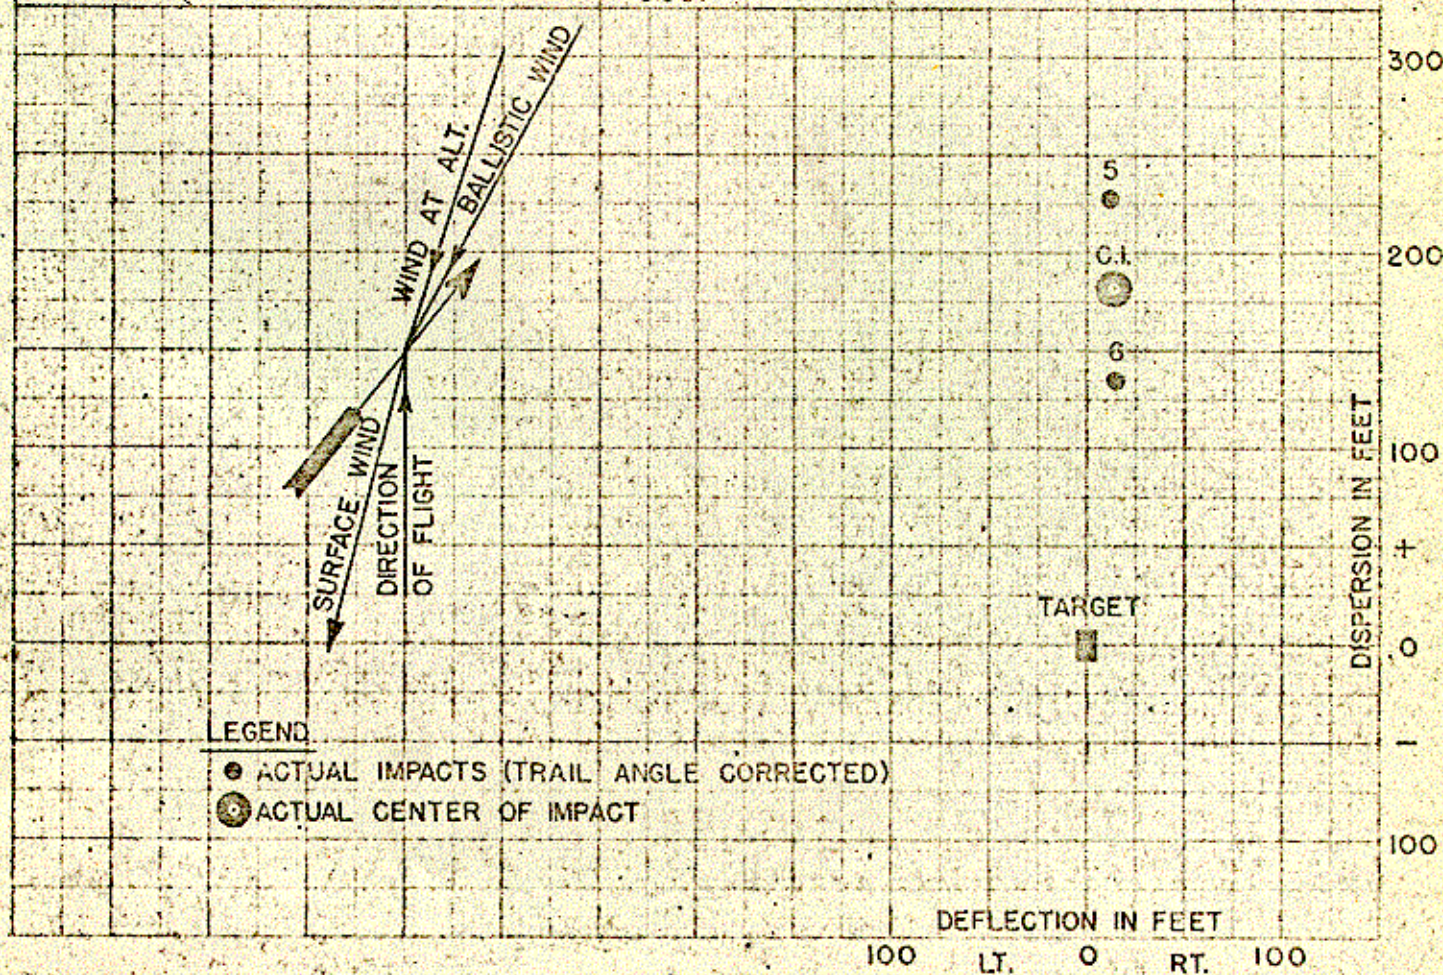 300
WIND AT ALT.
BALLISTIC WIND
5
200
C.I.
6
SURFACE WIND
DIRECTION
OF FLIGHT
100
DISPERSION IN FEET
+
TARGET
0
LEGEND
−
ACTUAL IMPACTS (TRAIL ANGLE CORRECTED)
ACTUAL CENTER OF IMPACT
100
DEFLECTION IN FEET
100 LT. 0 RT. 100